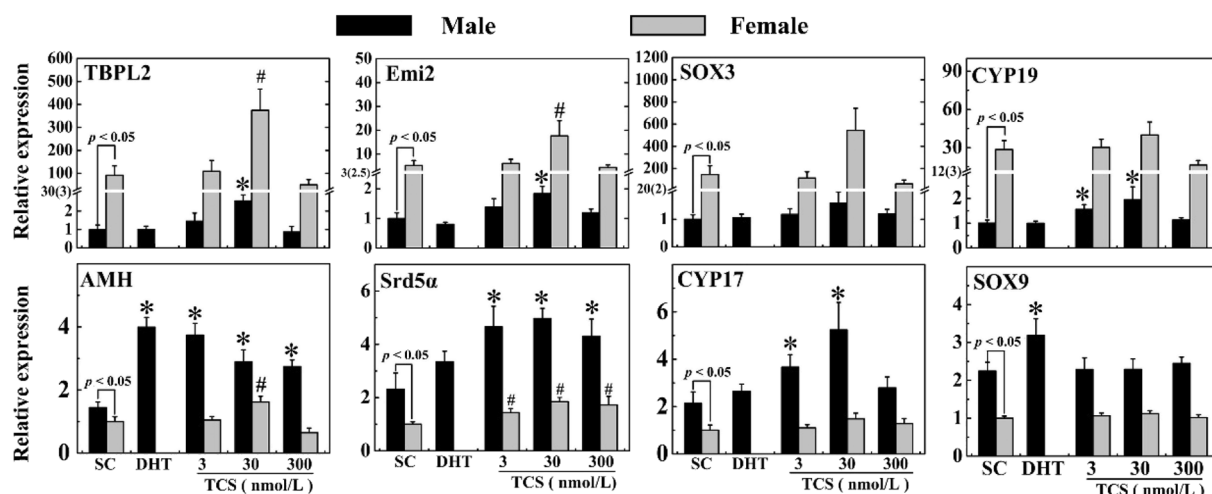 Male Female
Relative expression
TBPL2
600
500
400
300
200
100
30(3)
2
1
0
p < 0.05
*
#
Emi2
50
40
30
20
10
3(2.5)
2
1
0
p < 0.05
*
#
SOX3
1200
1000
800
600
400
200
20(2)
1
0
p < 0.05
CYP19
90
60
30
12(3)
2
1
0
p < 0.05
* *
Relative expression
AMH
4
2
0
p < 0.05
* * * *
#
SC DHT 3 30 300
TCS ( nmol/L )
Srd5α
6
4
2
0
p < 0.05
* * *
# # #
SC DHT 3 30 300
TCS ( nmol/L )
CYP17
6
4
2
0
p < 0.05
* *
SC DHT 3 30 300
TCS ( nmol/L )
SOX9
4
3
2
1
0
p < 0.05
*
SC DHT 3 30 300
TCS ( nmol/L )